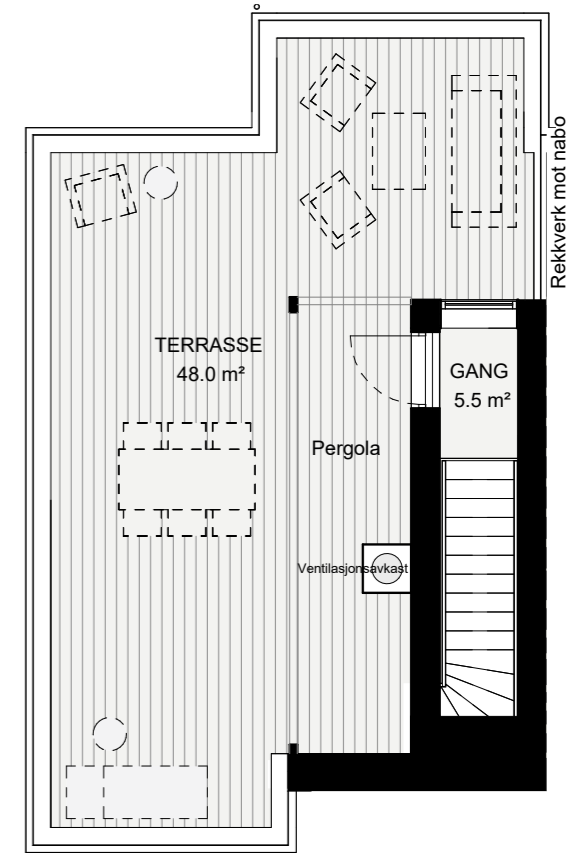 Rekkverk mot nabo
TERRASSE
48.0 m²
GANG
5.5 m²
Pergola
Ventilasjonsavkast